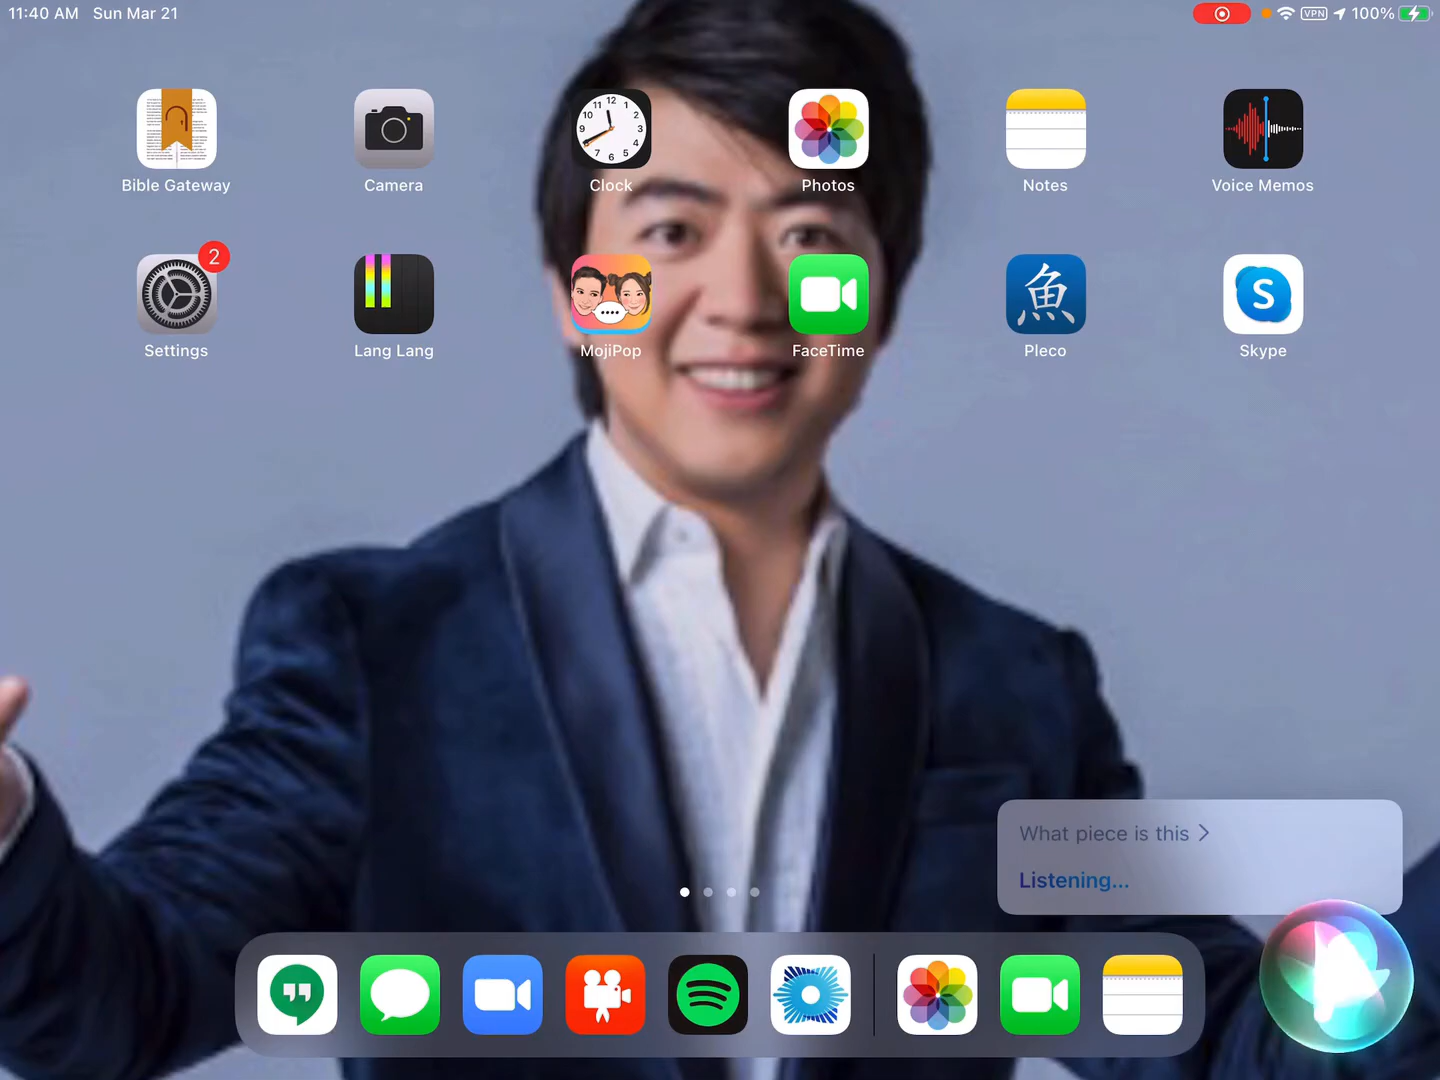 11:40 AM Sun Mar 21
VPN 100%
Bible Gateway
Camera
Clock
Photos
Notes
Voice Memos
2
Settings
Lang Lang
MojiPop
FaceTime
魚
Pleco
S
Skype
What piece is this >
Listening...